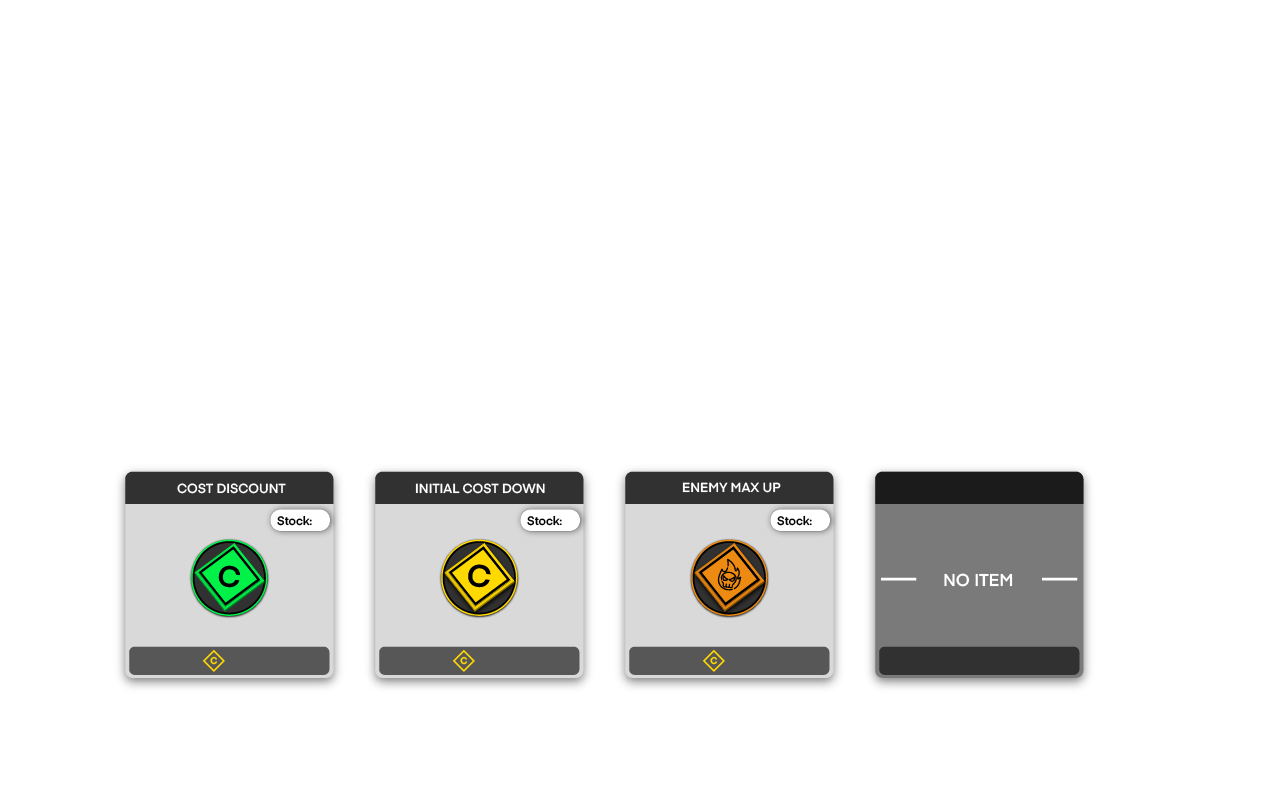 COST DISCOUNT
Stock:
C
C
INITIAL COST DOWN
Stock:
C
C
ENEMY MAX UP
Stock:
C
NO ITEM